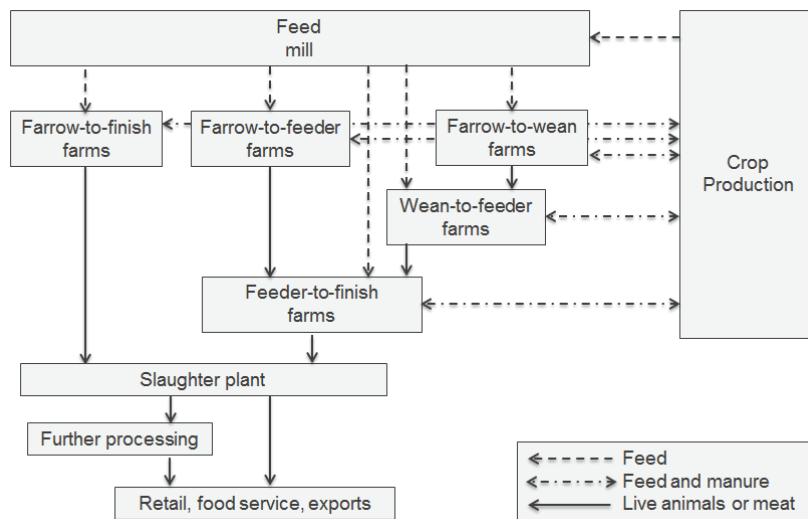 Feed
mill
Farrow-to-finish
farms
Farrow-to-feeder
farms
Farrow-to-wean
farms
Crop
Production
Wean-to-feeder
farms
Feeder-to-finish
farms
Slaughter plant
Further processing
Retail, food service, exports
Feed
Feed and manure
Live animals or meat